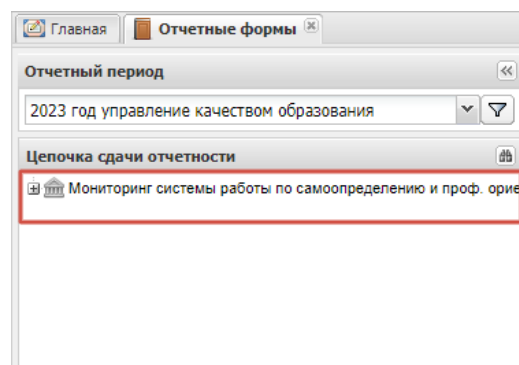 Главная Отчетные формы
Отчетный период
2023 год управление качеством образования
Цепочка сдачи отчетности
Мониторинг системы работы по самоопределению и проф. орие